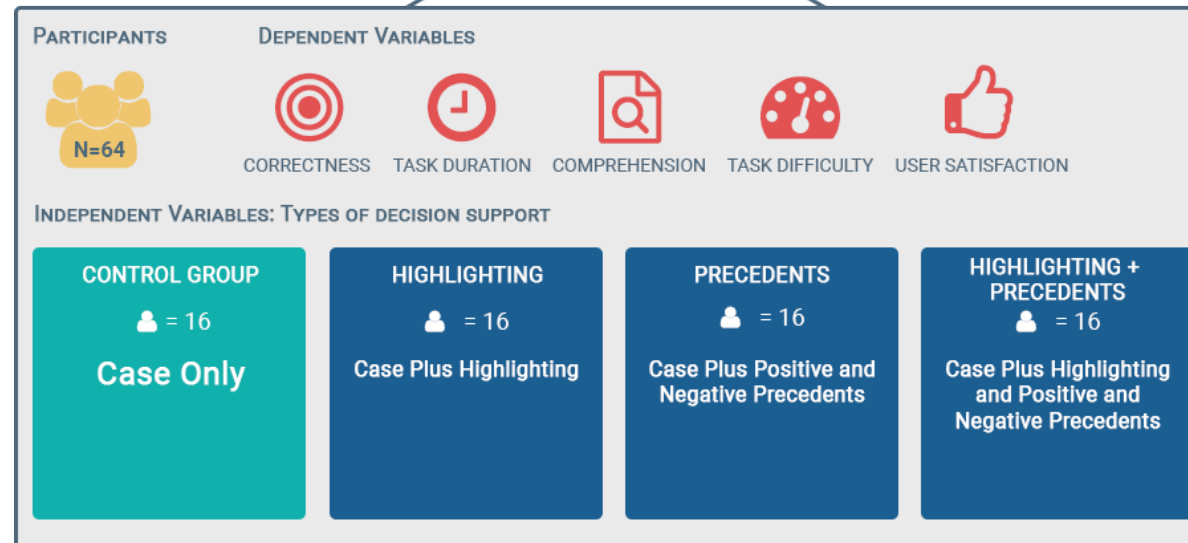 PARTICIPANTS
DEPENDENT VARIABLES
N=64
CORRECTNESS
TASK DURATION
COMPREHENSION
TASK DIFFICULTY
USER SATISFACTION
INDEPENDENT VARIABLES: TYPES OF DECISION SUPPORT
CONTROL GROUP
= 16
Case Only
HIGHLIGHTING
= 16
Case Plus Highlighting
PRECEDENTS
= 16
Case Plus Positive and
Negative Precedents
HIGHLIGHTING +
PRECEDENTS
= 16
Case Plus Highlighting
and Positive and
Negative Precedents